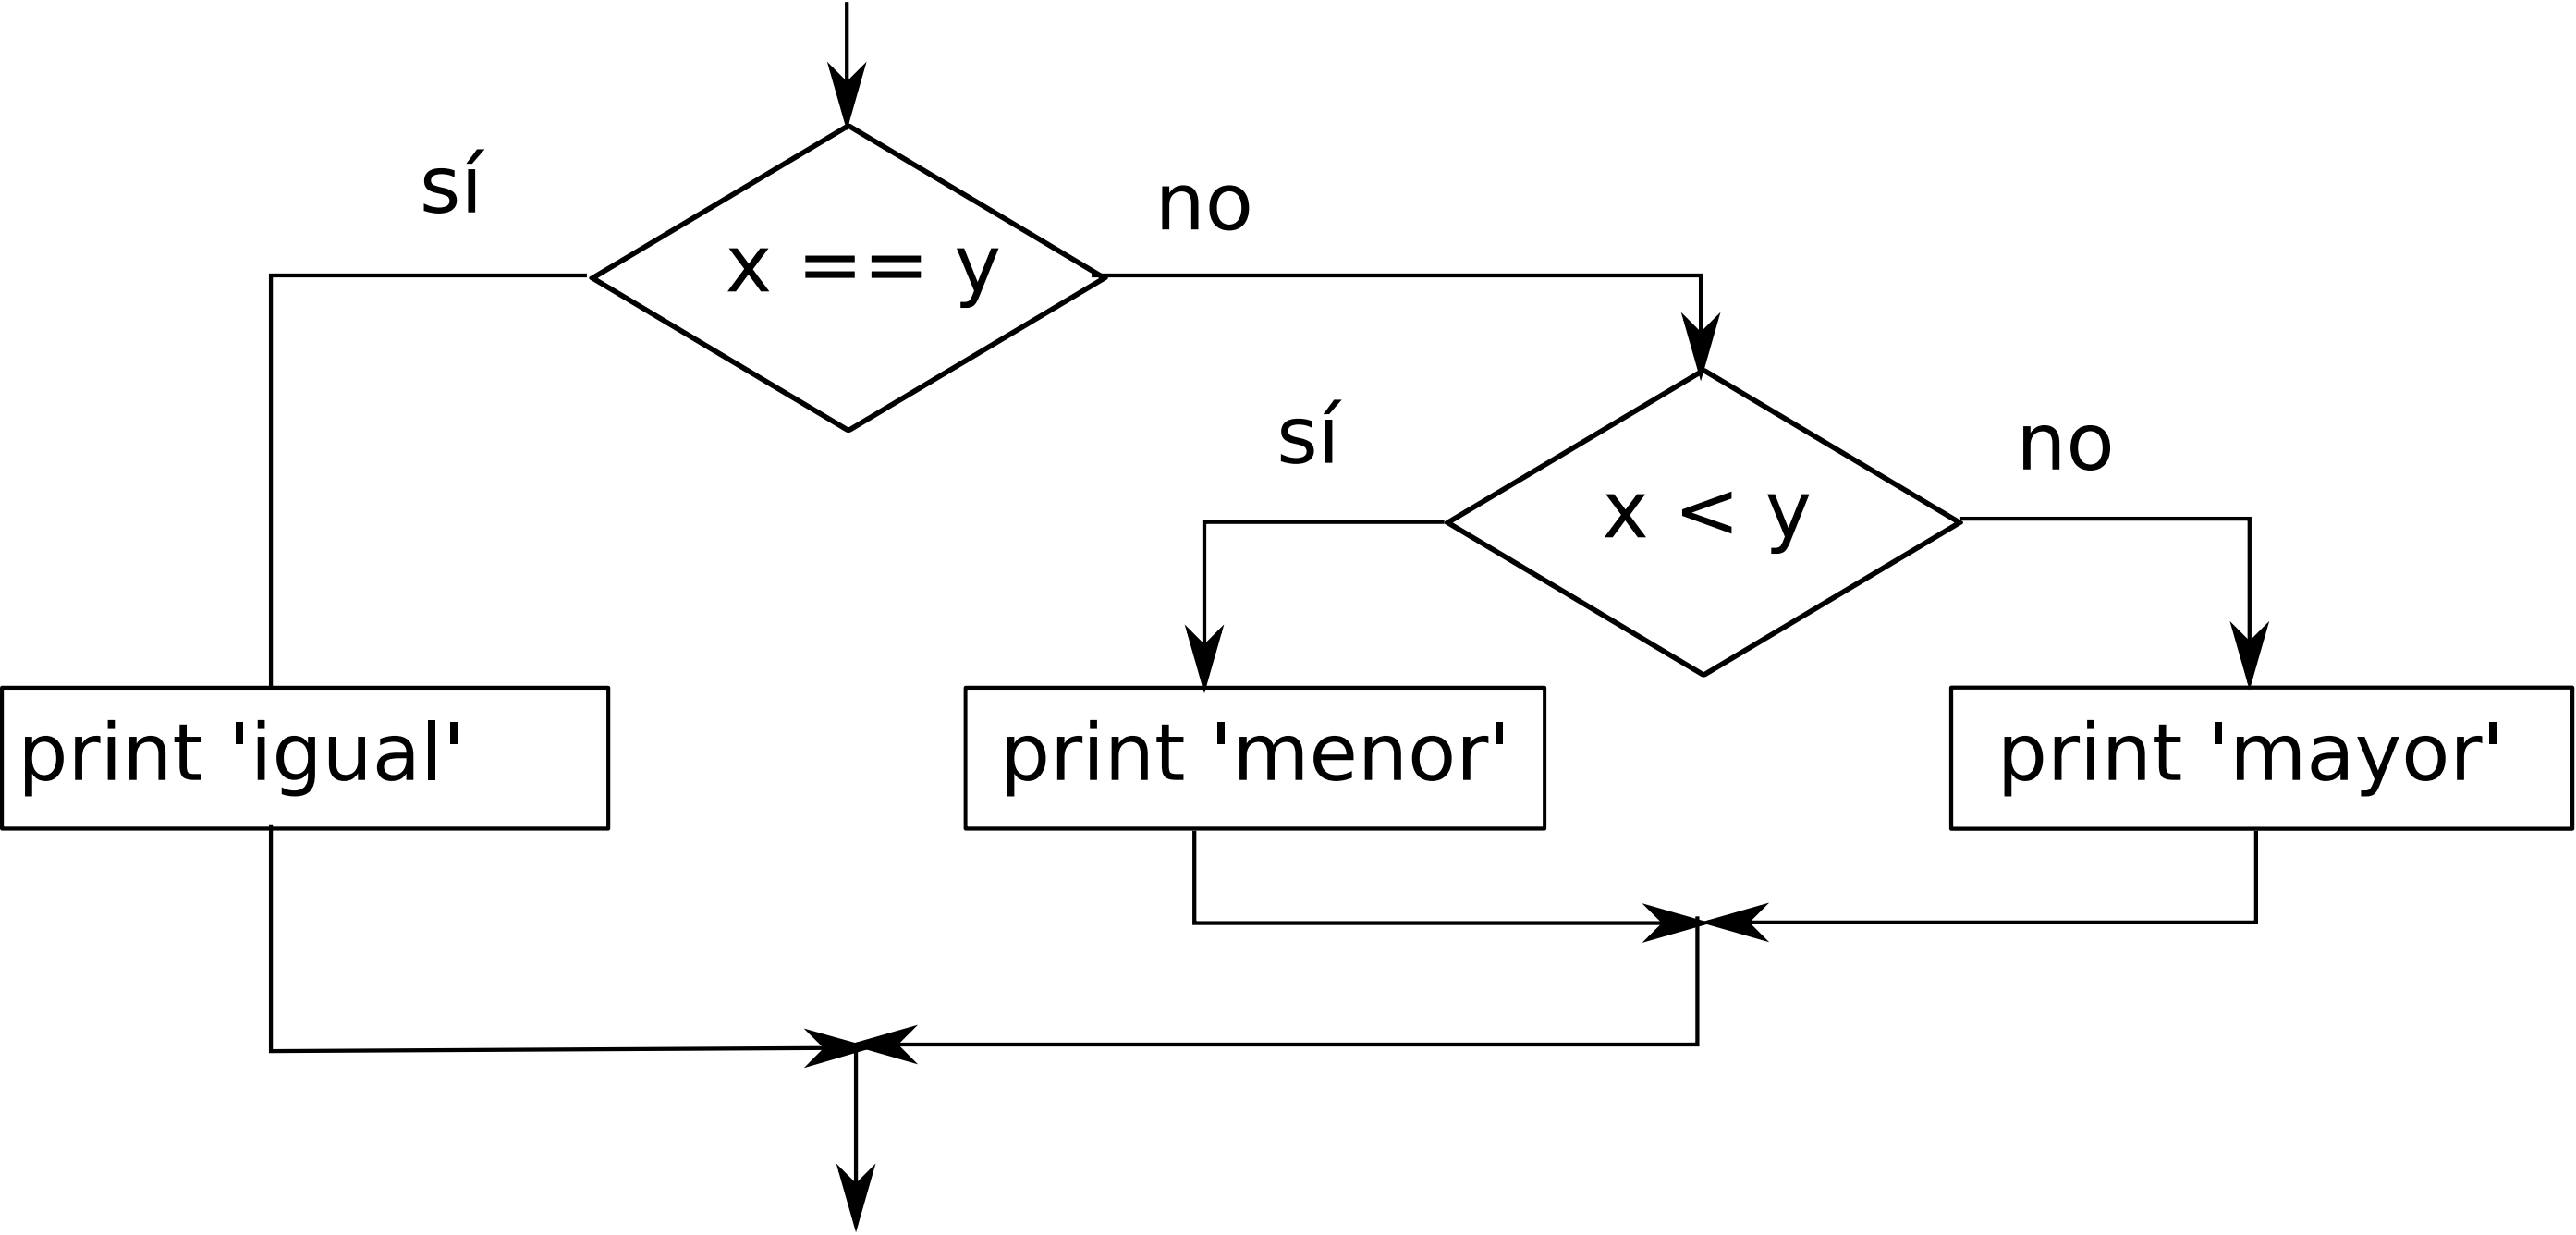 sí
no
x == y
sí
no
x < y
print 'igual'
print 'menor'
print 'mayor'